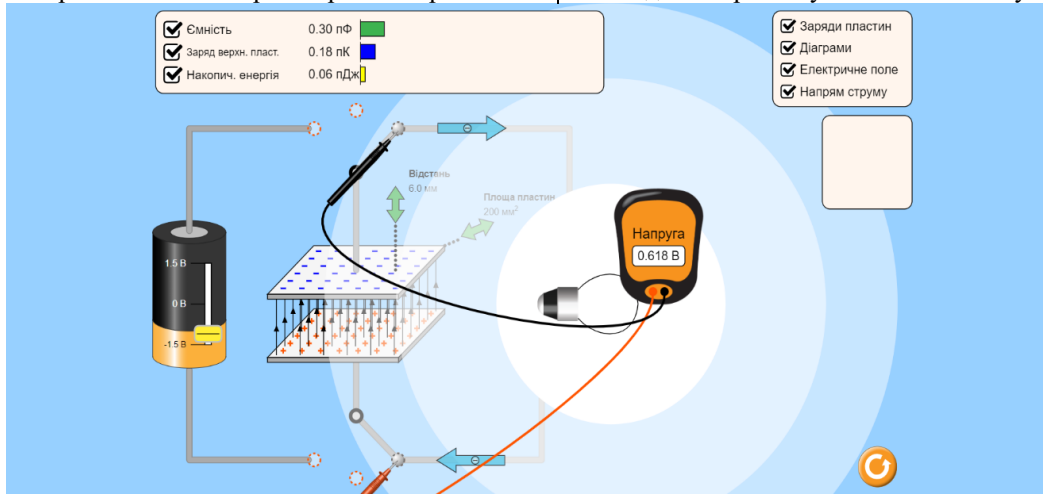 Ємність 0.30 пФ
Заряд верхн. пласт. 0.18 пК
Накопич. енергія 0.06 пДж
Заряди пластин
Діаграми
Електричне поле
Напрям струму
Відстань
6.0 мм
Площа пластин
200 мм²
Напруга
0.618 В
1.5 В
0 В
-1.5 В